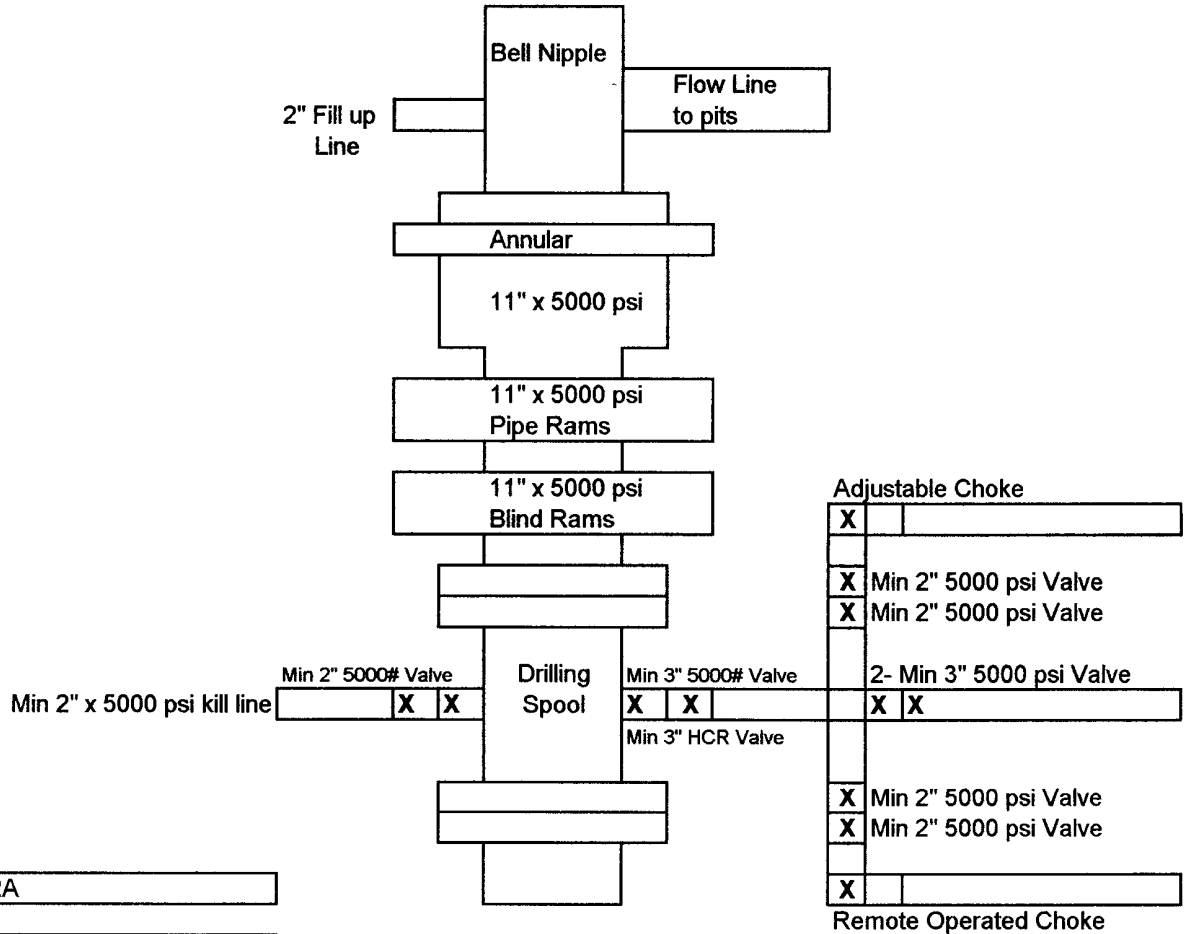 Bell Nipple
Flow Line
to pits
2" Fill up
Line
Annular
11" x 5000 psi
11" x 5000 psi
Pipe Rams
11" x 5000 psi
Blind Rams
Adjustable Choke
X
X Min 2" 5000 psi Valve
X Min 2" 5000 psi Valve
Min 2" 5000# Valve
Drilling
Spool
Min 3" 5000# Valve
2- Min 3" 5000 psi Valve
Min 2" x 5000 psi kill line
X X
X X
X X
Min 3" HCR Valve
X Min 2" 5000 psi Valve
X Min 2" 5000 psi Valve
X
Remote Operated Choke